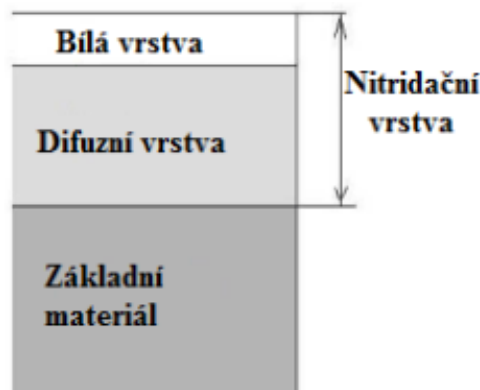 Bílá vrstva
Difuzní vrstva
Základní
materiál
Nitridační
vrstva